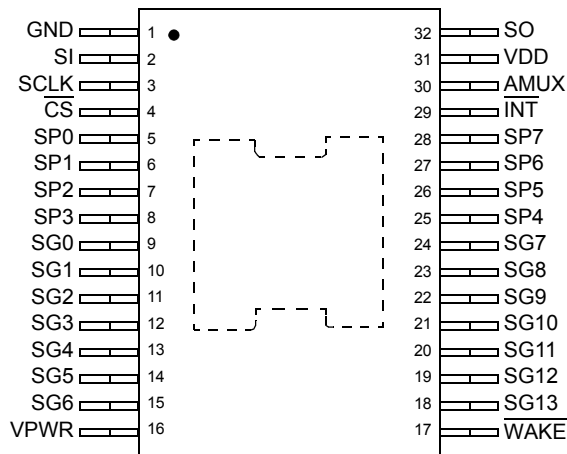 GND 1 32 SO
SI 2 31 VDD
SCLK 3 30 AMUX
CS 4 29 INT
SP0 5 28 SP7
SP1 6 27 SP6
SP2 7 26 SP5
SP3 8 25 SP4
SG0 9 24 SG7
SG1 10 23 SG8
SG2 11 22 SG9
SG3 12 21 SG10
SG4 13 20 SG11
SG5 14 19 SG12
SG6 15 18 SG13
VPWR 16 17 WAKE